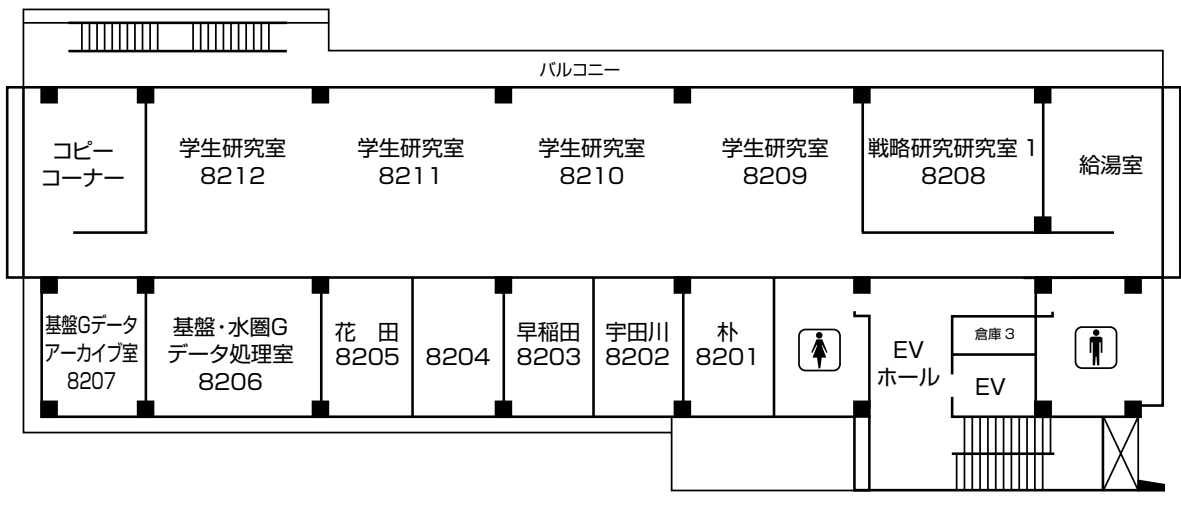 バルコニー
コピー
コーナー
学生研究室
8212
学生研究室
8211
学生研究室
8210
学生研究室
8209
戦略研究研究室 1
8208
給湯室
基盤Gデータ
アーカイブ室
8207
基盤・水圏G
データ処理室
8206
花　田
8205
8204
早稲田
8203
宇田川
8202
朴
8201
EV
ホール
倉庫 3
EV